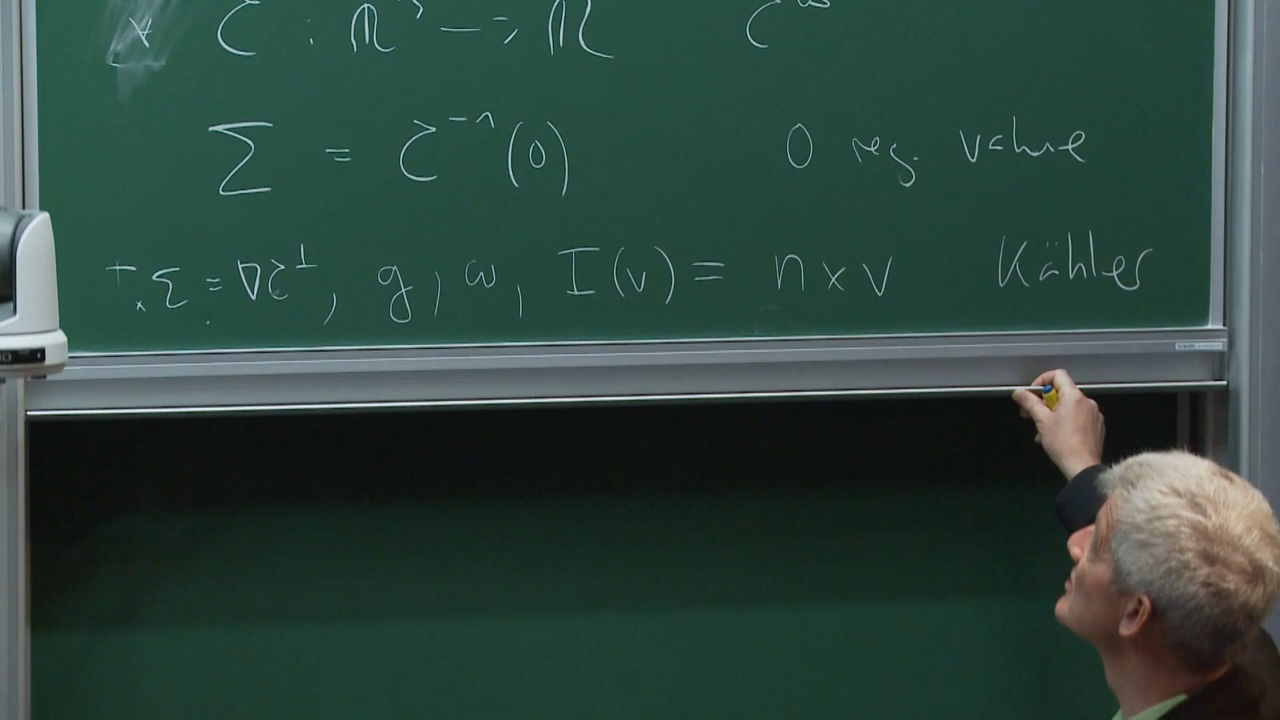 ∀ C : ℝ³ → ℝ C^∞
Σ = C⁻¹(0) 0 reg. value
TₓΣ = ∇C^⊥, g, ω, I(v) = n × v Kähler